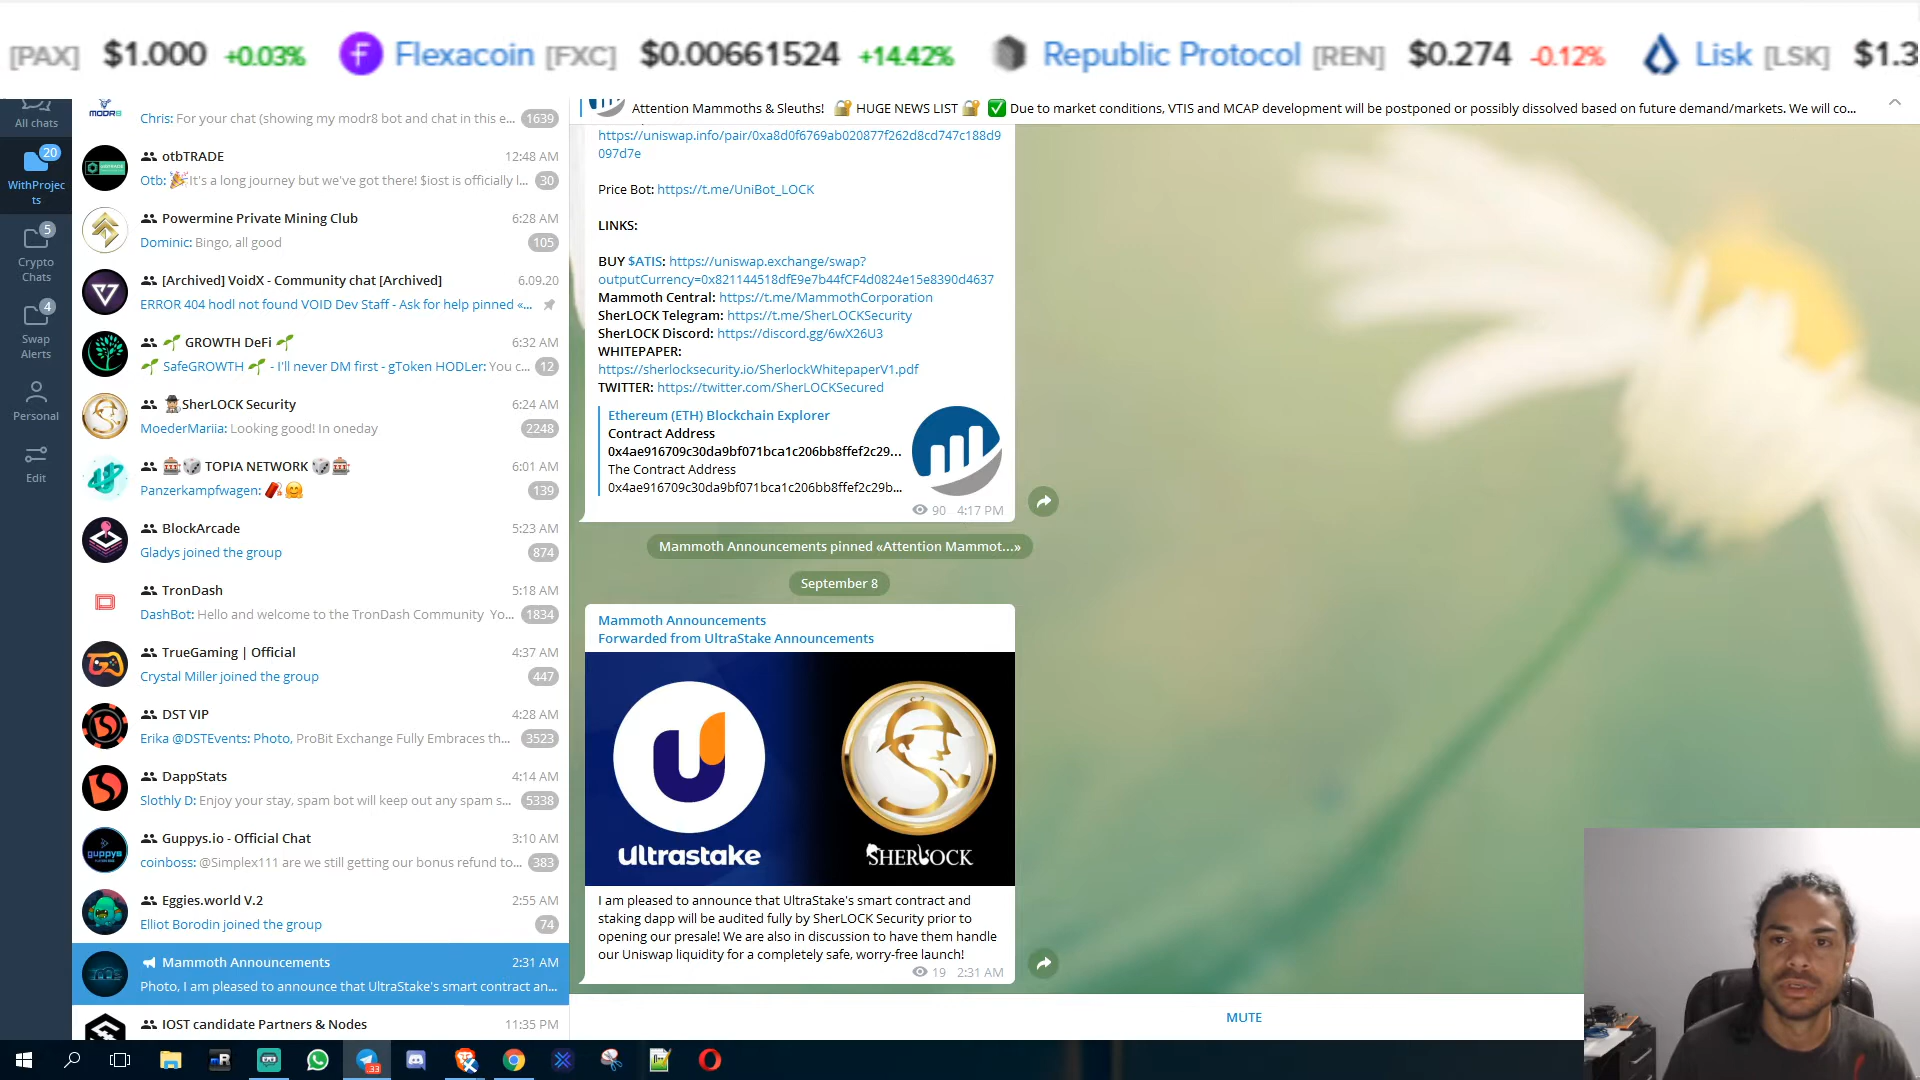 [PAX] $1.000 +0.03% Flexacoin [FXC] $0.00661524 +14.42% Republic Protocol [REN] $0.274 -0.12% Lisk [LSK] $1.3
All chats
20
WithProjec
ts
5
Crypto
Chats
4
Swap
Alerts
Personal
Edit
MODR8
Chris: For your chat (showing my modr8 bot and chat in this e... 1639
otbTRADE 12:48 AM
Otb: 🎉It's a long journey but we've got there! $iost is officially l... 30
Powermine Private Mining Club 6:28 AM
Dominic: Bingo, all good 105
[Archived] VoidX - Community chat [Archived] 6.09.20
ERROR 404 hodl not found VOID Dev Staff - Ask for help pinned «...
🌱 GROWTH DeFi 🌱 6:32 AM
🌱 SafeGROWTH 🌱 - I'll never DM first - gToken HODLer: You c... 12
SherLOCK Security 6:24 AM
MoederMariia: Looking good! In oneday 2248
🎰🎲 TOPIA NETWORK 🎲🎰 6:01 AM
Panzerkampfwagen: 🧧🤗 139
BlockArcade 5:23 AM
Gladys joined the group 874
TronDash 5:18 AM
DashBot: Hello and welcome to the TronDash Community Yo... 1834
TrueGaming | Official 4:37 AM
Crystal Miller joined the group 447
DST VIP 4:28 AM
Erika @DSTEvents: Photo, ProBit Exchange Fully Embraces th... 3523
DappStats 4:14 AM
Slothly D: Enjoy your stay, spam bot will keep out any spam s... 5338
guppys
Guppys.io - Official Chat 3:10 AM
coinboss: @Simplex111 are we still getting our bonus refund to... 383
Eggies.world V.2 2:55 AM
Elliot Borodin joined the group 74
Mammoth Announcements 2:31 AM
Photo, I am pleased to announce that UltraStake's smart contract an...
IOST candidate Partners & Nodes 11:35 PM
Attention Mammoths & Sleuths! 🔐 HUGE NEWS LIST 🔐 ✅ Due to market conditions, VTIS and MCAP development will be postponed or possibly dissolved based on future demand/markets. We will co...
https://uniswap.info/pair/0xa8d0f6769ab020877f262d8cd747c188d9
097d7e
Price Bot: https://t.me/UniBot_LOCK
LINKS:
BUY $ATIS: https://uniswap.exchange/swap?
outputCurrency=0x821144518dfE9e7b44fCF4d0824e15e8390d4637
Mammoth Central: https://t.me/MammothCorporation
SherLOCK Telegram: https://t.me/SherLOCKSecurity
SherLOCK Discord: https://discord.gg/6wX26U3
WHITEPAPER:
https://sherlocksecurity.io/SherlockWhitepaperV1.pdf
TWITTER: https://twitter.com/SherLOCKSecured
Ethereum (ETH) Blockchain Explorer
Contract Address
0x4ae916709c30da9bf071bca1c206bb8ffef2c29...
The Contract Address
0x4ae916709c30da9bf071bca1c206bb8ffef2c29b...
90 4:17 PM
Mammoth Announcements pinned «Attention Mammot...»
September 8
Mammoth Announcements
Forwarded from UltraStake Announcements
ultrastake
SHERLOCK
I am pleased to announce that UltraStake's smart contract and
staking dapp will be audited fully by SherLOCK Security prior to
opening our presale! We are also in discussion to have them handle
our Uniswap liquidity for a completely safe, worry-free launch!
19 2:31 AM
MUTE
33